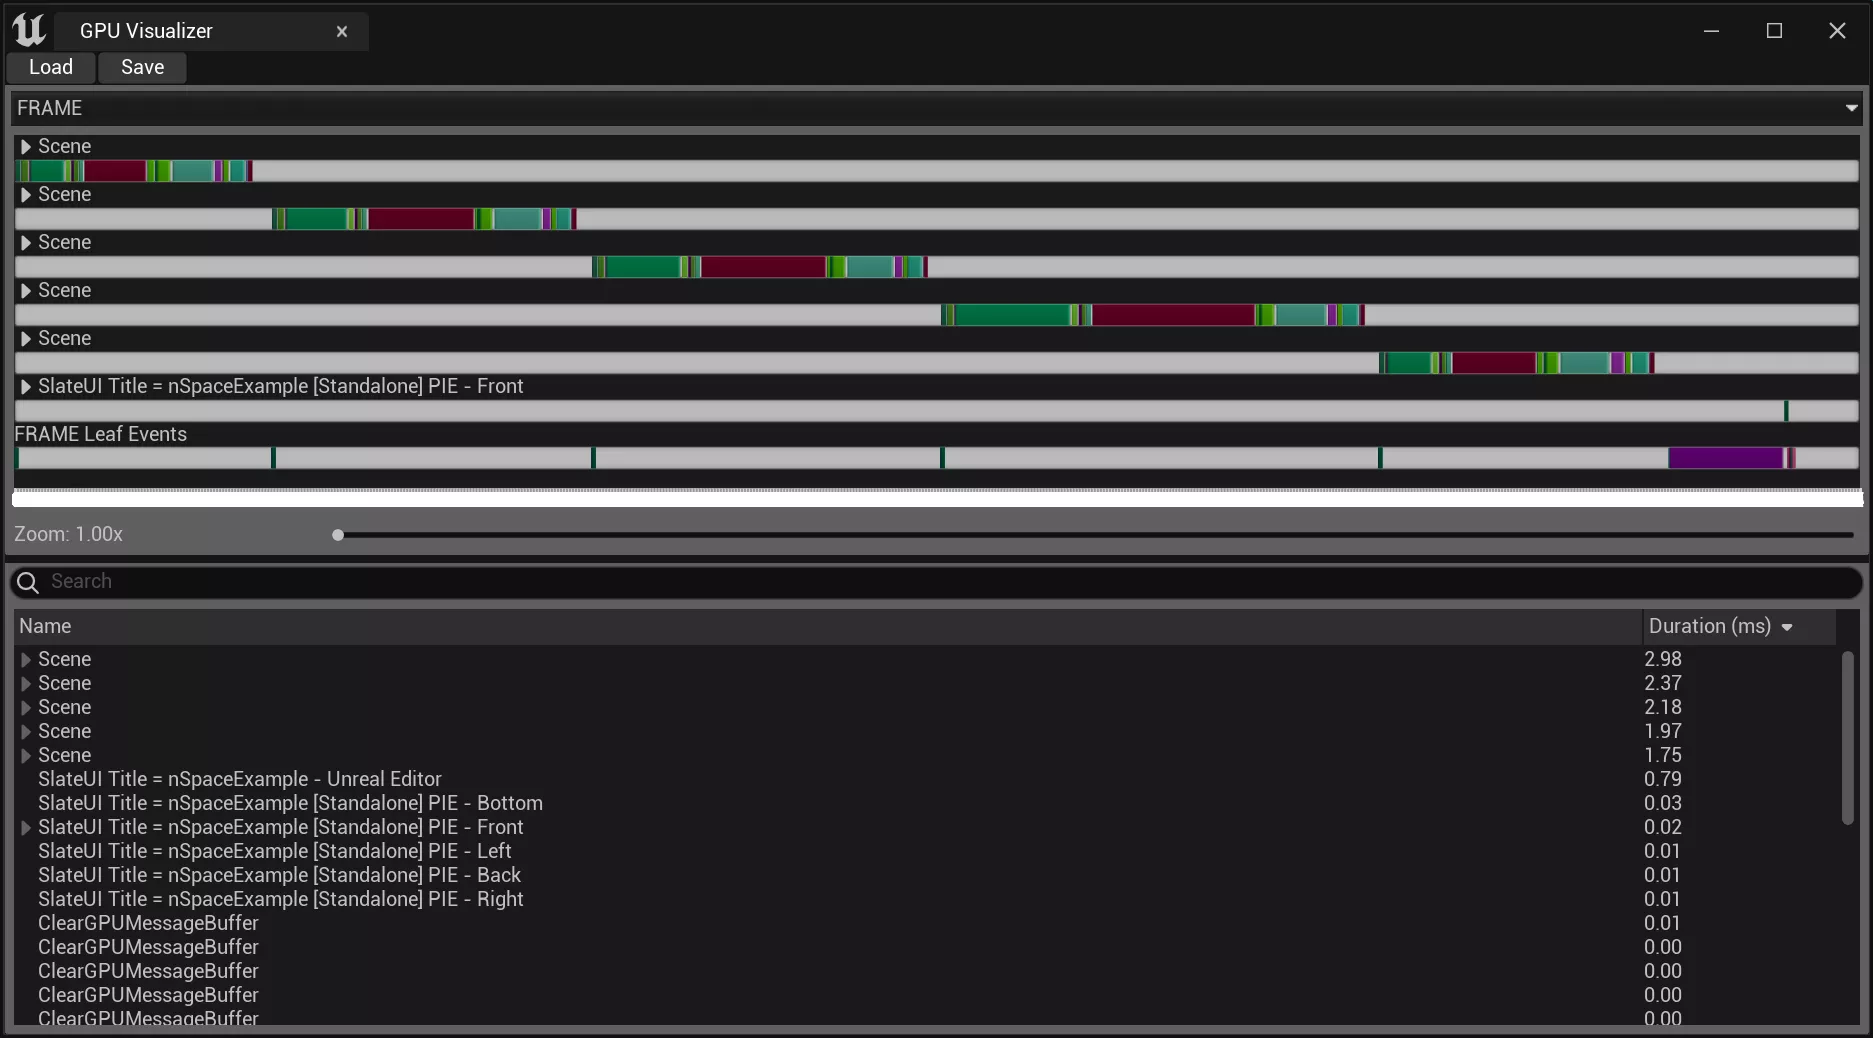 GPU Visualizer
Load Save
FRAME
Scene
Scene
Scene
Scene
Scene
SlateUI Title = nSpaceExample [Standalone] PIE - Front
FRAME Leaf Events
Zoom: 1.00x
Search
Name Duration (ms)
Scene 2.98
Scene 2.37
Scene 2.18
Scene 1.97
Scene 1.75
SlateUI Title = nSpaceExample - Unreal Editor 0.79
SlateUI Title = nSpaceExample [Standalone] PIE - Bottom 0.03
SlateUI Title = nSpaceExample [Standalone] PIE - Front 0.02
SlateUI Title = nSpaceExample [Standalone] PIE - Left 0.01
SlateUI Title = nSpaceExample [Standalone] PIE - Back 0.01
SlateUI Title = nSpaceExample [Standalone] PIE - Right 0.01
ClearGPUMessageBuffer 0.01
ClearGPUMessageBuffer 0.00
ClearGPUMessageBuffer 0.00
ClearGPUMessageBuffer 0.00
ClearGPUMessageBuffer 0.00